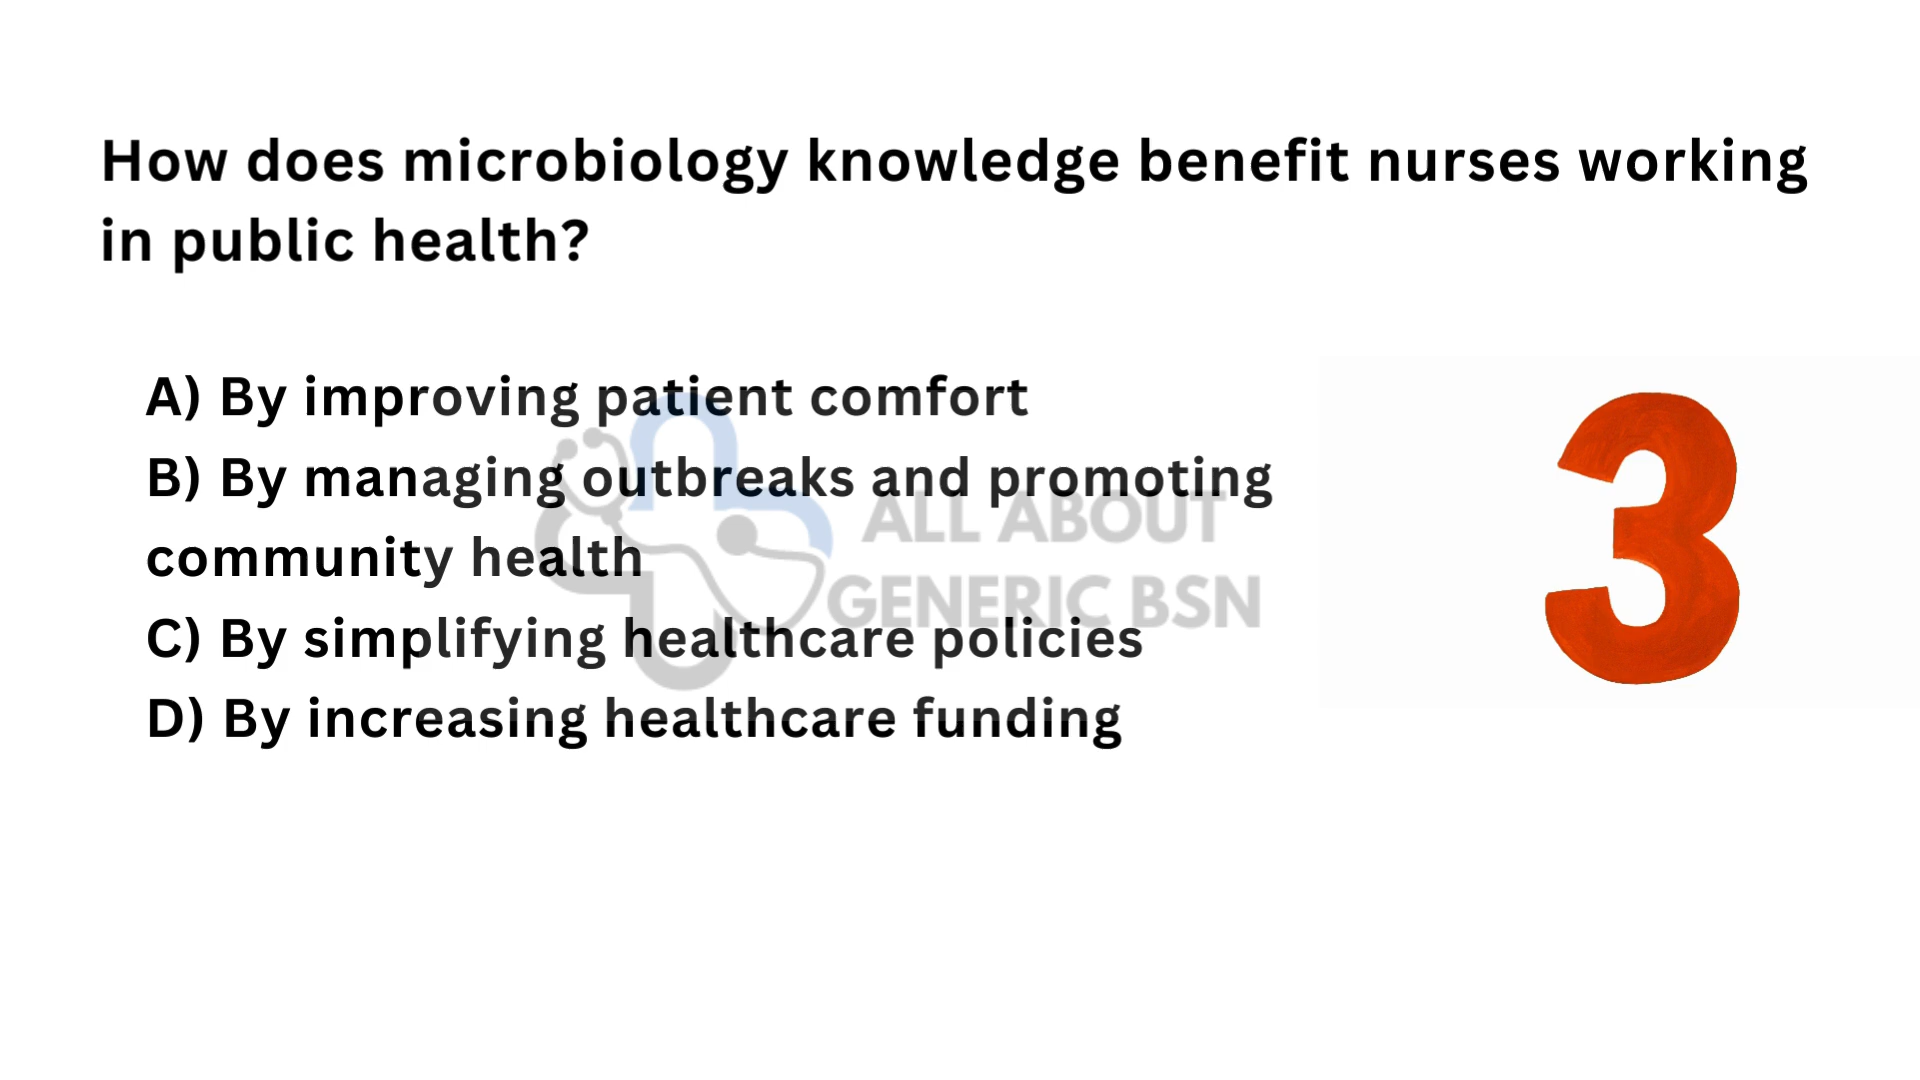 How does microbiology knowledge benefit nurses working
in public health?
A) By improving patient comfort
B) By managing outbreaks and promoting
community health
C) By simplifying healthcare policies
D) By increasing healthcare funding
ALL ABOUT
GENERIC BSN
3